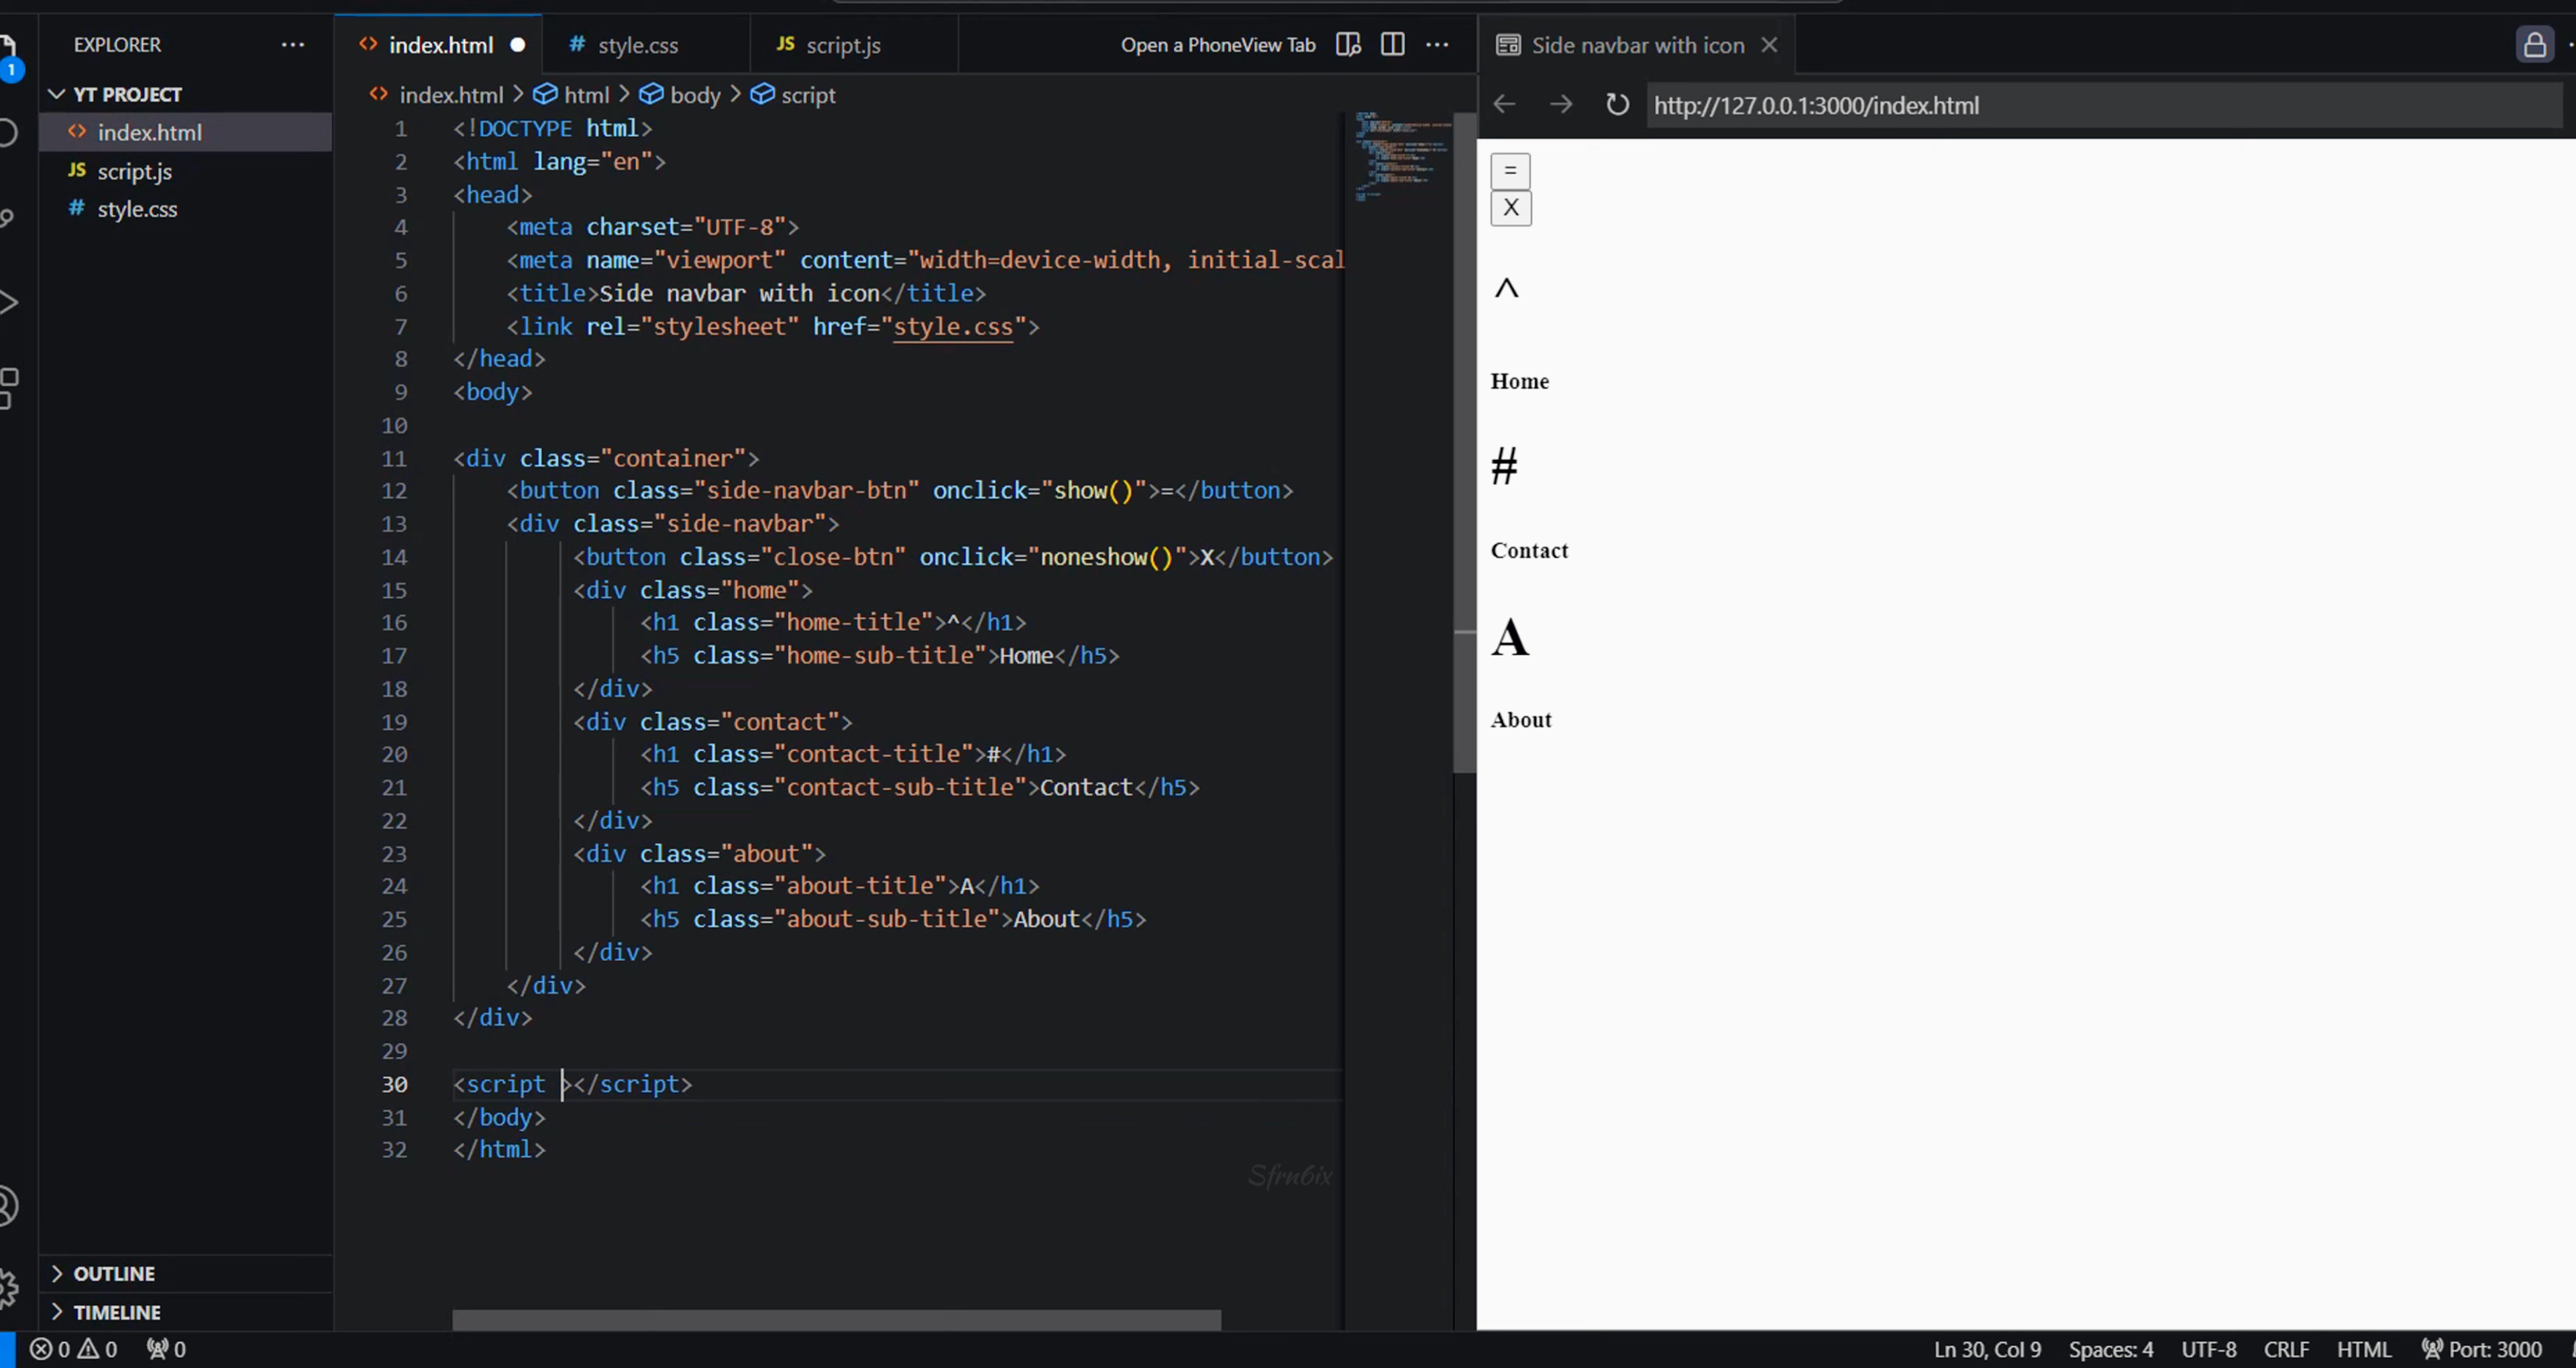 EXPLORER
1
YT PROJECT
index.html
JS script.js
# style.css
OUTLINE
TIMELINE
index.html
# style.css
JS script.js
Open a PhoneView Tab
index.html > html > body > script
1 <!DOCTYPE html>
2 <html lang="en">
3 <head>
4 <meta charset="UTF-8">
5 <meta name="viewport" content="width=device-width, initial-scal
6 <title>Side navbar with icon</title>
7 <link rel="stylesheet" href="style.css">
8 </head>
9 <body>
10
11 <div class="container">
12 <button class="side-navbar-btn" onclick="show()">=</button>
13 <div class="side-navbar">
14 <button class="close-btn" onclick="noneshow()">X</button>
15 <div class="home">
16 <h1 class="home-title">^</h1>
17 <h5 class="home-sub-title">Home</h5>
18 </div>
19 <div class="contact">
20 <h1 class="contact-title">#</h1>
21 <h5 class="contact-sub-title">Contact</h5>
22 </div>
23 <div class="about">
24 <h1 class="about-title">A</h1>
25 <h5 class="about-sub-title">About</h5>
26 </div>
27 </div>
28 </div>
29
30 <script ></script>
31 </body>
32 </html>
Sfrn6ix
Side navbar with icon
http://127.0.0.1:3000/index.html
=
X
^
Home
#
Contact
A
About
0 0 0
Ln 30, Col 9 Spaces: 4 UTF-8 CRLF HTML Port: 3000